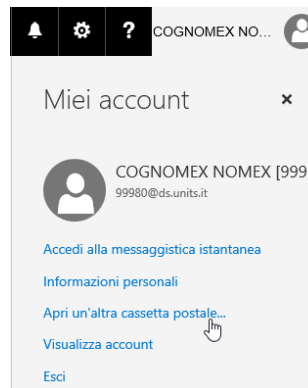 ? COGNOMEX NO...
Miei account ×
COGNOMEX NOMEX [999
99980@ds.units.it
Accedi alla messaggistica istantanea
Informazioni personali
Apri un'altra cassetta postale...
Visualizza account
Esci